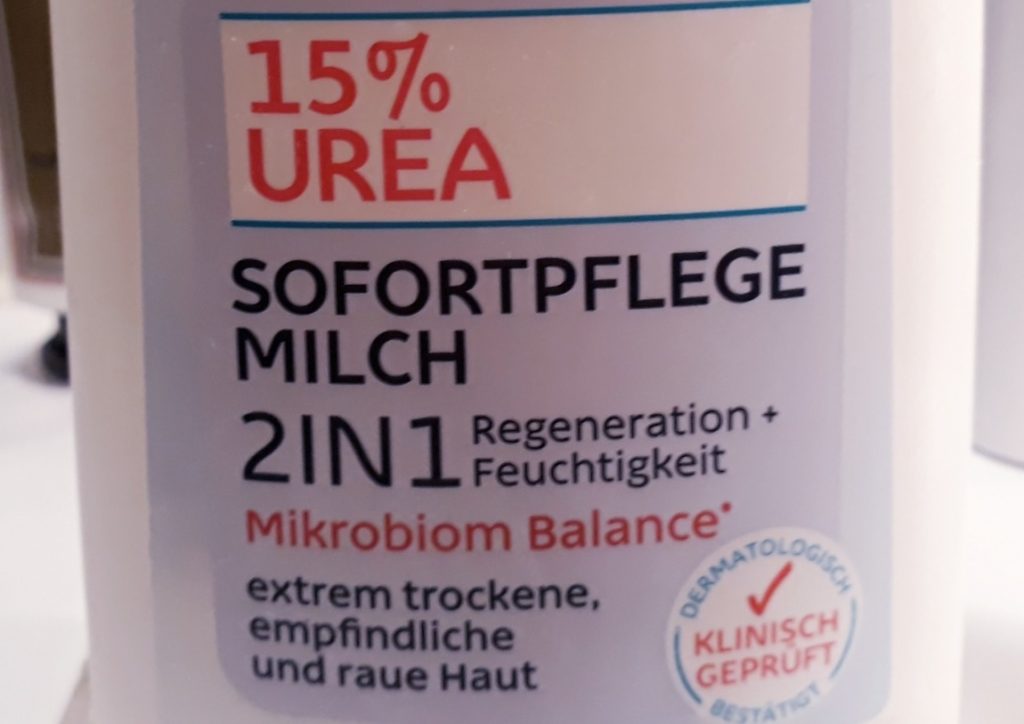 15%
UREA
SOFORTPFLEGE
MILCH
2IN1
Regeneration +
Feuchtigkeit
Mikrobiom Balance*
extrem trockene,
empfindliche
und raue Haut
DERMATOLOGISCH
KLINISCH
GEPRÜFT
BESTÄTIGT